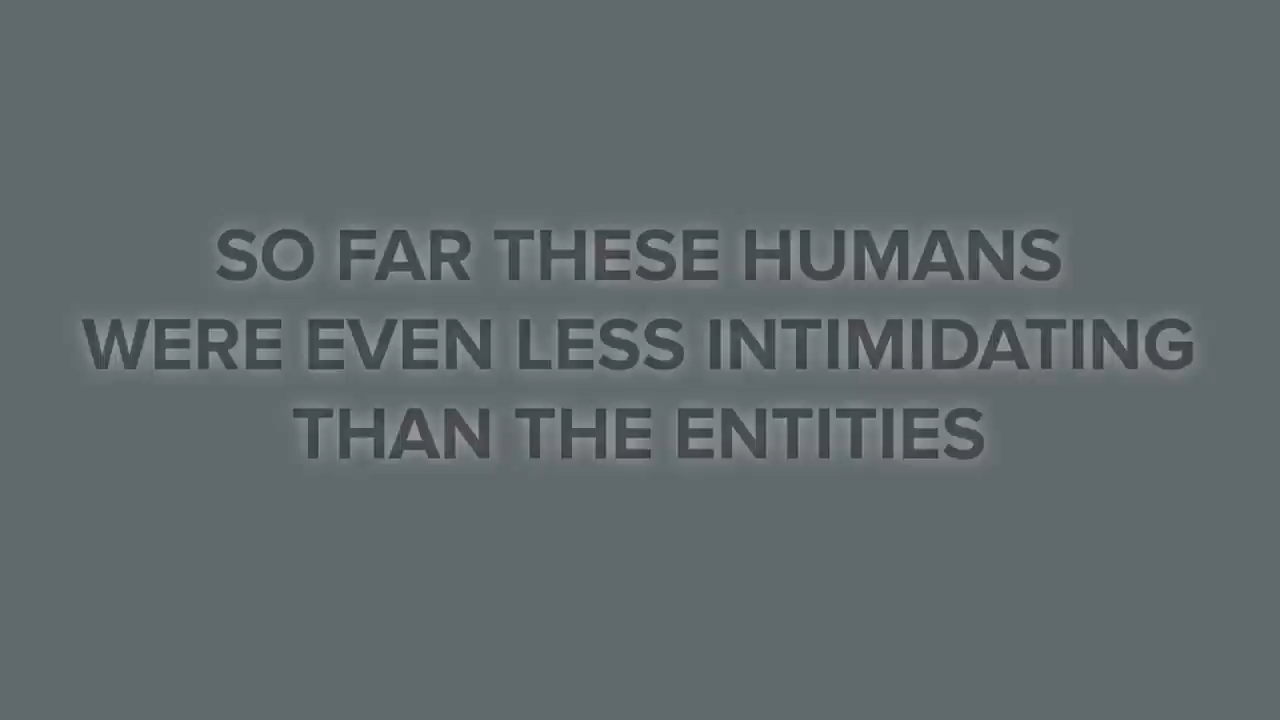 SO FAR THESE HUMANS
WERE EVEN LESS INTIMIDATING
THAN THE ENTITIES